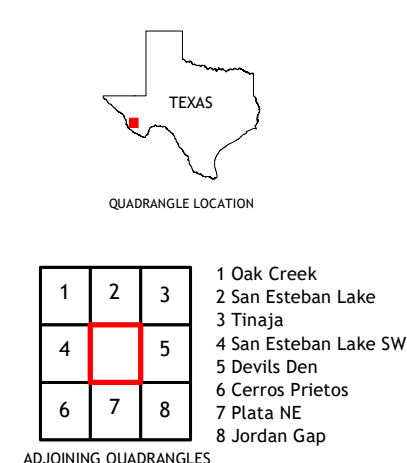 TEXAS
QUADRANGLE LOCATION
1 2 3
4 5
6 7 8
1 Oak Creek
2 San Esteban Lake
3 Tinaja
4 San Esteban Lake SW
5 Devils Den
6 Cerros Prietos
7 Plata NE
8 Jordan Gap
ADJOINING QUADRANGLES